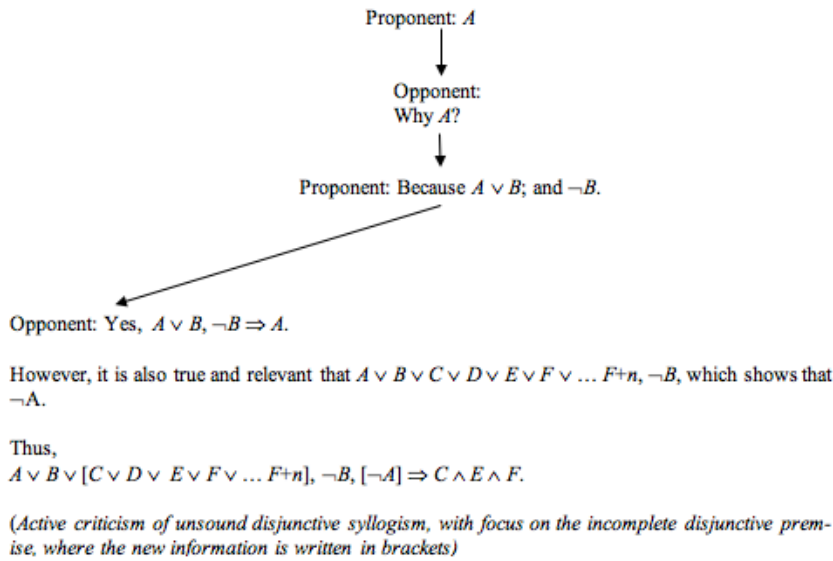 Proponent: A
Opponent:
Why A?
Proponent: Because A ∨ B; and ¬B.
Opponent: Yes, A ∨ B, ¬B ⇒ A.
However, it is also true and relevant that A ∨ B ∨ C ∨ D ∨ E ∨ F ∨ … F+n, ¬B, which shows that
¬A.
Thus,
A ∨ B ∨ [C ∨ D ∨ E ∨ F ∨ … F+n], ¬B, [¬A] ⇒ C ∧ E ∧ F.
(Active criticism of unsound disjunctive syllogism, with focus on the incomplete disjunctive prem-
ise, where the new information is written in brackets)